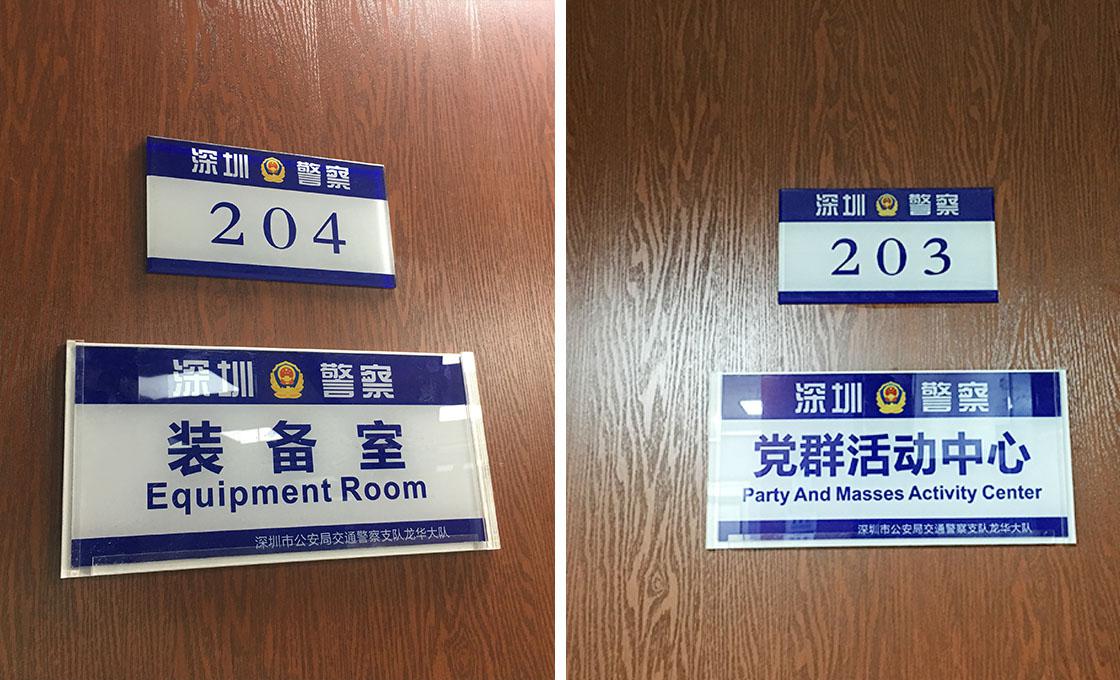 深圳 警察
204
深圳 警察
装备室
Equipment Room
深圳市公安局交通警察支队龙华大队
深圳 警察
203
深圳 警察
党群活动中心
Party And Masses Activity Center
深圳市公安局交通警察支队龙华大队